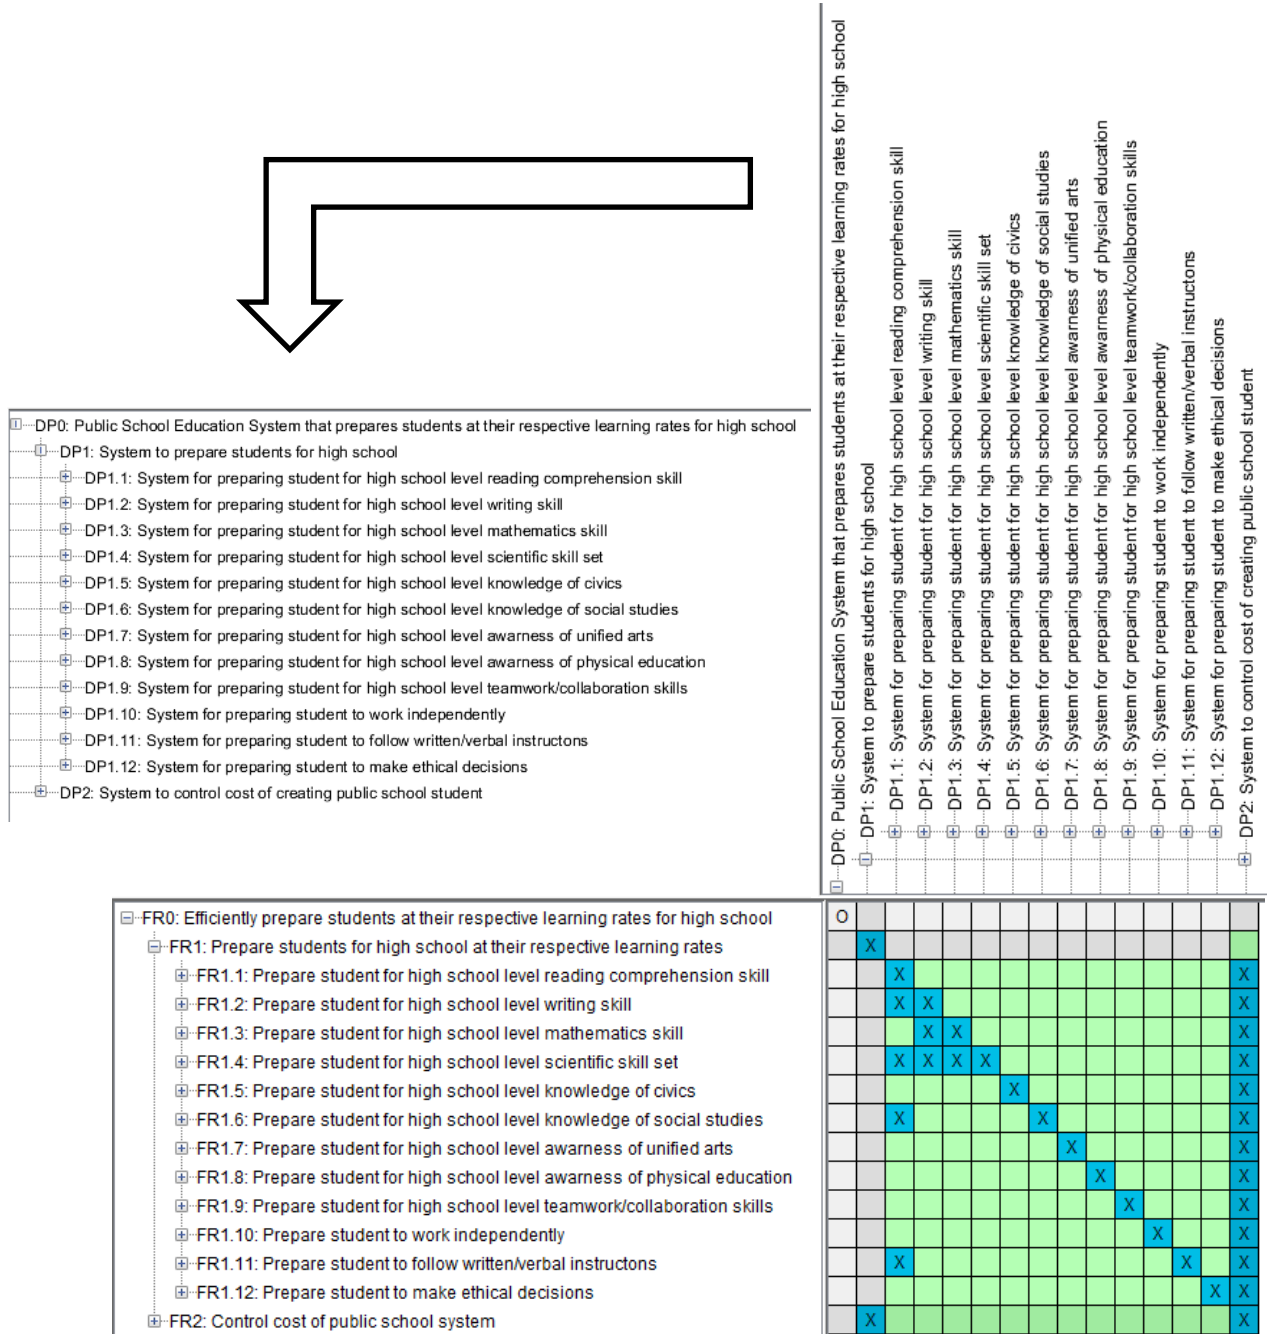 DP0: Public School Education System that prepares students at their respective learning rates for high school
DP1: System to prepare students for high school
DP1.1: System for preparing student for high school level reading comprehension skill
DP1.2: System for preparing student for high school level writing skill
DP1.3: System for preparing student for high school level mathematics skill
DP1.4: System for preparing student for high school level scientific skill set
DP1.5: System for preparing student for high school level knowledge of civics
DP1.6: System for preparing student for high school level knowledge of social studies
DP1.7: System for preparing student for high school level awarness of unified arts
DP1.8: System for preparing student for high school level awarness of physical education
DP1.9: System for preparing student for high school level teamwork/collaboration skills
DP1.10: System for preparing student to work independently
DP1.11: System for preparing student to follow written/verbal instructons
DP1.12: System for preparing student to make ethical decisions
DP2: System to control cost of creating public school student
DP0: Public School Education System that prepares students at their respective learning rates for high school
DP1: System to prepare students for high school
DP1.1: System for preparing student for high school level reading comprehension skill
DP1.2: System for preparing student for high school level writing skill
DP1.3: System for preparing student for high school level mathematics skill
DP1.4: System for preparing student for high school level scientific skill set
DP1.5: System for preparing student for high school level knowledge of civics
DP1.6: System for preparing student for high school level knowledge of social studies
DP1.7: System for preparing student for high school level awarness of unified arts
DP1.8: System for preparing student for high school level awarness of physical education
DP1.9: System for preparing student for high school level teamwork/collaboration skills
DP1.10: System for preparing student to work independently
DP1.11: System for preparing student to follow written/verbal instructons
DP1.12: System for preparing student to make ethical decisions
DP2: System to control cost of creating public school student
FR0: Efficiently prepare students at their respective learning rates for high school O
FR1: Prepare students for high school at their respective learning rates X
FR1.1: Prepare student for high school level reading comprehension skill X X
FR1.2: Prepare student for high school level writing skill X X X
FR1.3: Prepare student for high school level mathematics skill X X X
FR1.4: Prepare student for high school level scientific skill set X X X X X
FR1.5: Prepare student for high school level knowledge of civics X X
FR1.6: Prepare student for high school level knowledge of social studies X X X
FR1.7: Prepare student for high school level awarness of unified arts X X
FR1.8: Prepare student for high school level awarness of physical education X X
FR1.9: Prepare student for high school level teamwork/collaboration skills X X
FR1.10: Prepare student to work independently X X
FR1.11: Prepare student to follow written/verbal instructons X X X
FR1.12: Prepare student to make ethical decisions X X
FR2: Control cost of public school system X X